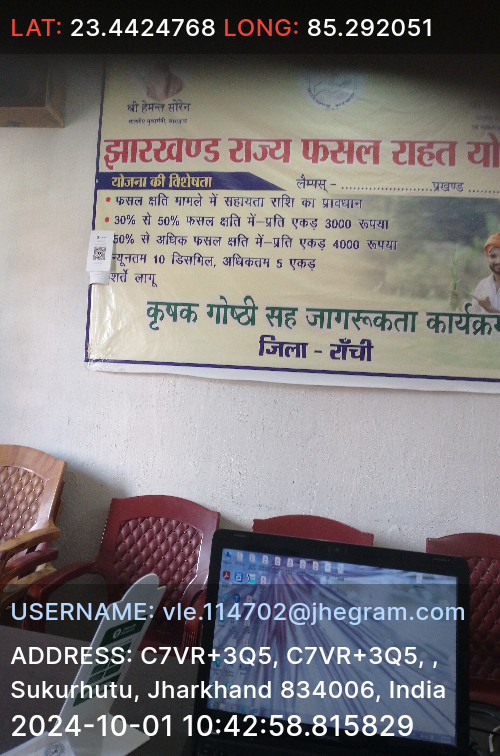 LAT: 23.4424768 LONG: 85.292051
श्री हेमन्त सोरेन
झारखण्ड राज्य फसल राहत यो
योजना की विशेषता
लैम्पस् - ........................प्रखण्ड ........
• फसल क्षति मामले में सहायता राशि का प्रावधान
• 30% से 50% फसल क्षति में–प्रति एकड़ 3000 रूपया
50% से अधिक फसल क्षति में–प्रति एकड़ 4000 रूपया
न्यूनतम 10 डिसमिल, अधिकतम 5 एकड़
शर्ते लागू
कृषक गोष्ठी सह जागरूकता कार्यक्रम
जिला - राँची
USERNAME: vle.114702@jhegram.com
ADDRESS: C7VR+3Q5, C7VR+3Q5, ,
Sukurhutu, Jharkhand 834006, India
2024-10-01 10:42:58.815829